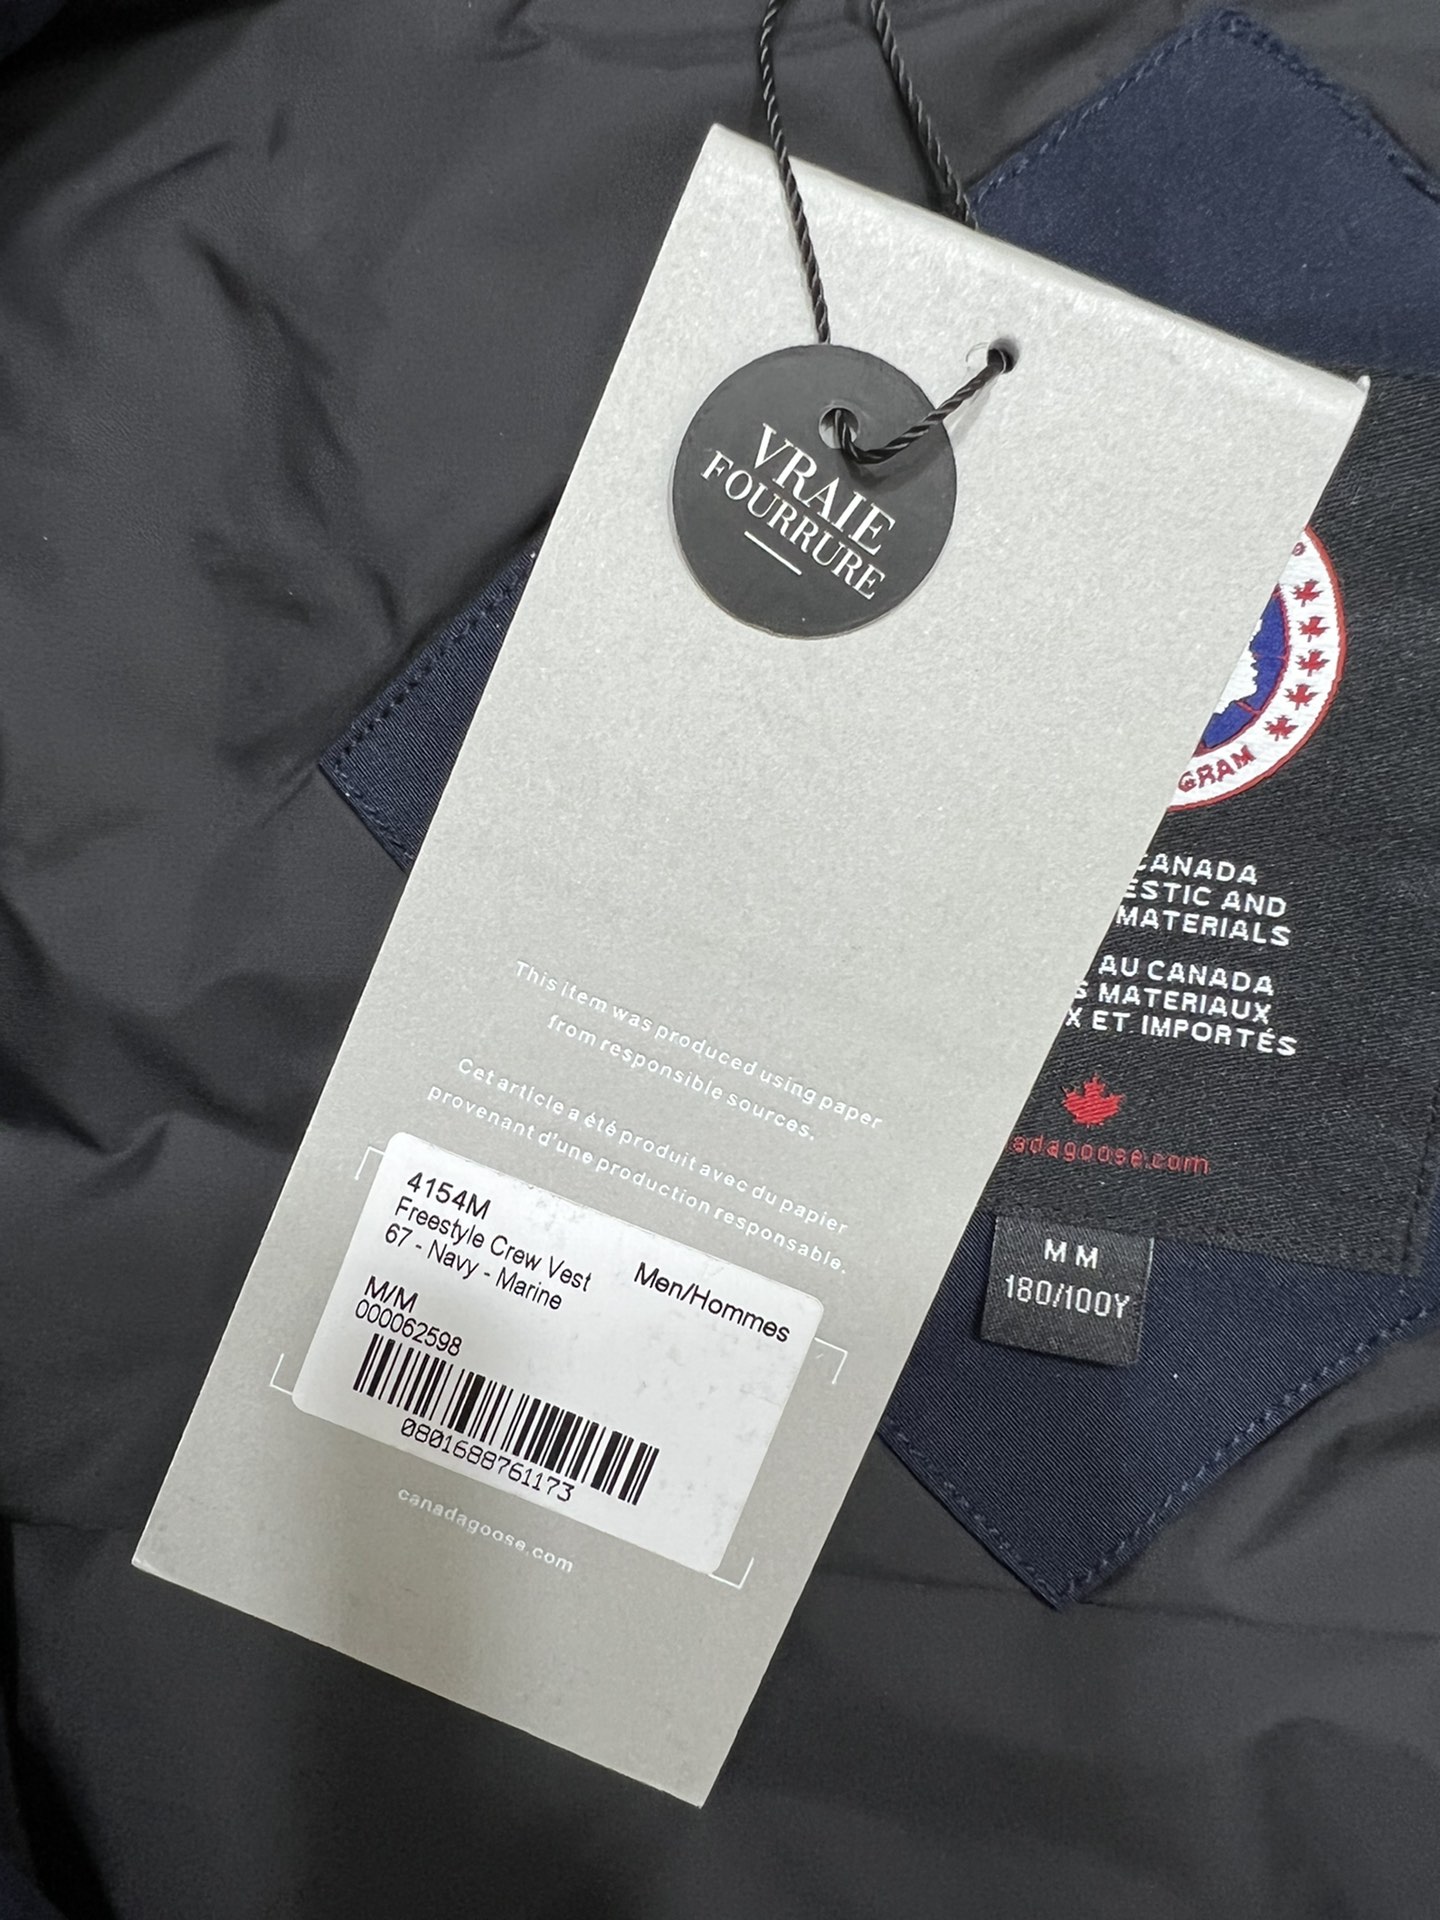 VRAIE
FOURRURE
This item was produced using paper
from responsible sources.
Cet article a été produit avec du papier
provenant d'une production responsable.
4154M
Freestyle Crew Vest
67 - Navy - Marine
Men/Hommes
M/M
000062598
0801688761173
canadagoose.com
GRAM
CANADA
ESTIC AND
MATERIALS
AU CANADA
S MATERIAUX
X ET IMPORTÉS
adagoose.com
M M
180/100Y